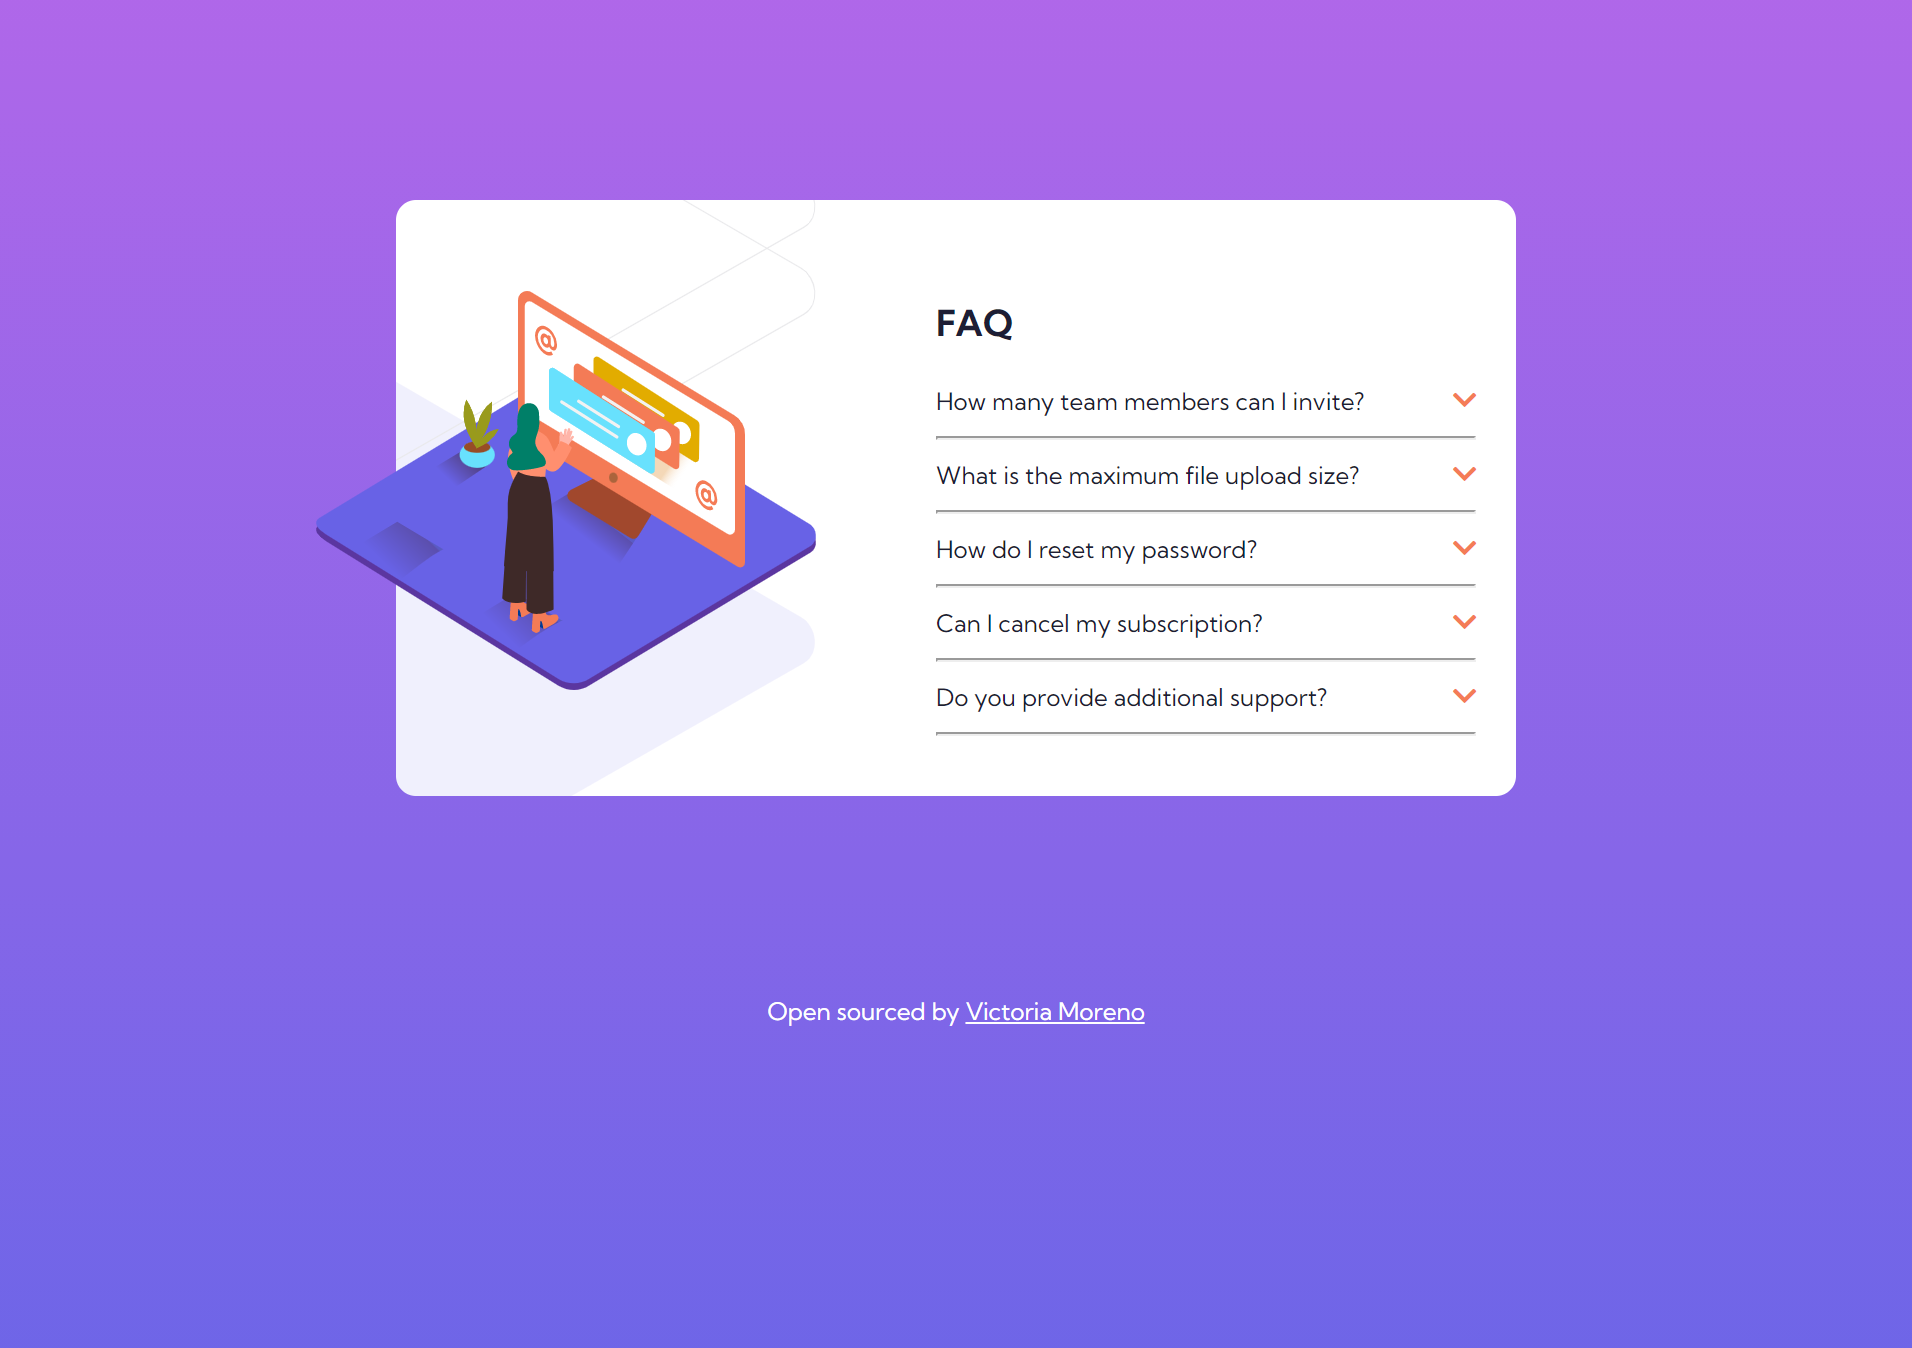 @
@
FAQ
How many team members can I invite?
What is the maximum file upload size?
How do I reset my password?
Can I cancel my subscription?
Do you provide additional support?
Open sourced by Victoria Moreno